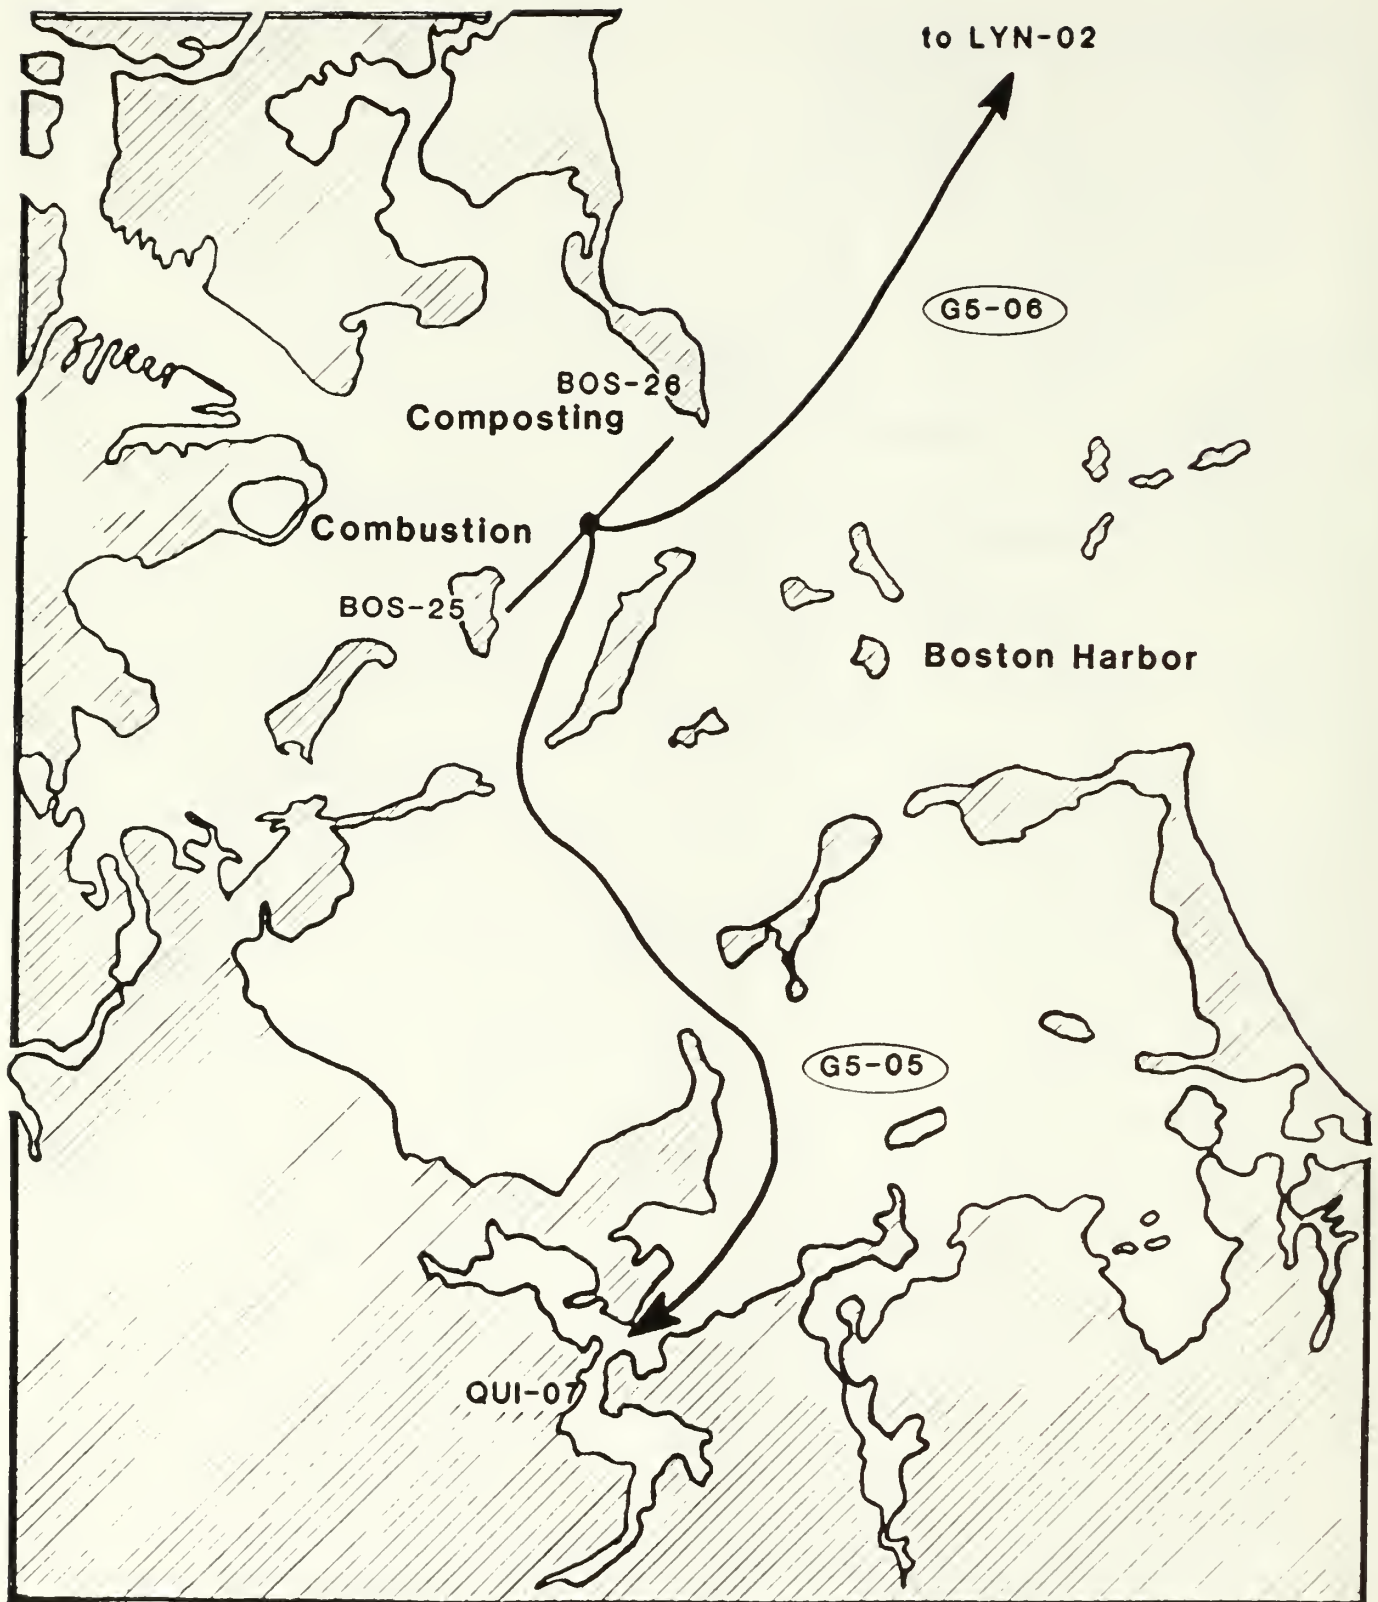 to LYN-02
G5-06
BOS-26
Composting
Combustion
BOS-25
Boston Harbor
G5-05
QUI-07